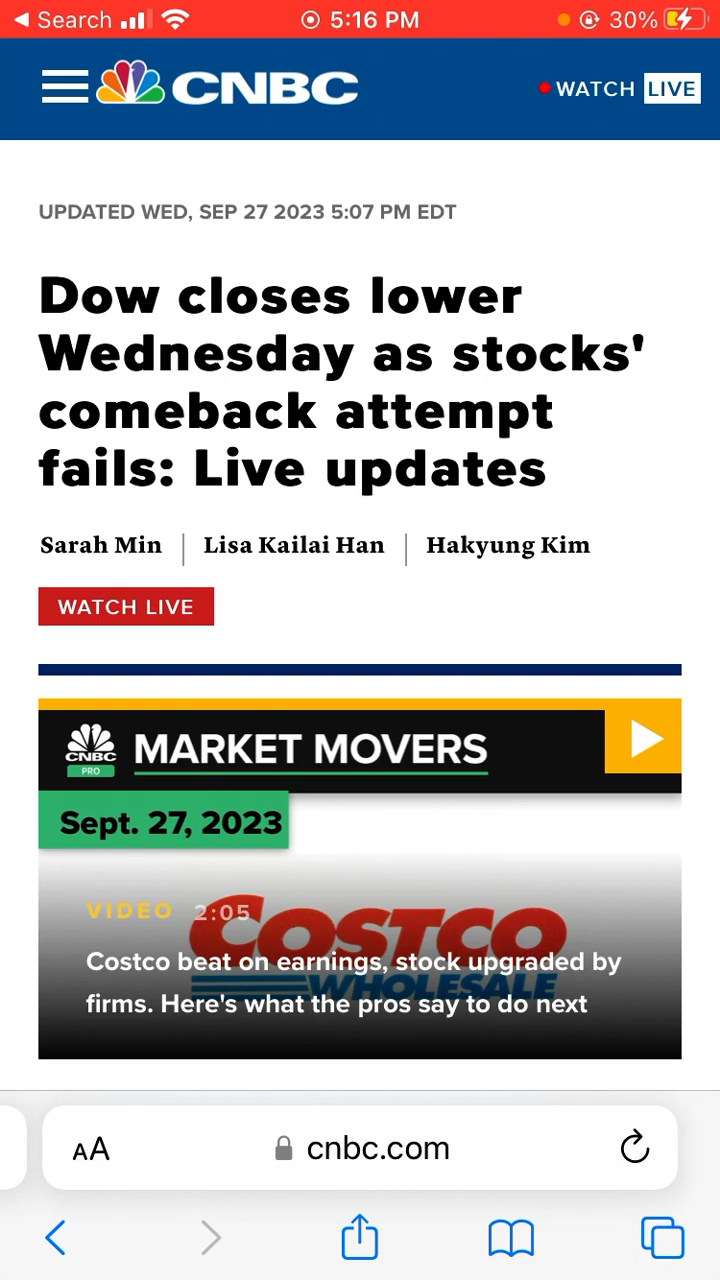 Search 5:16 PM 30%
CNBC WATCH LIVE
UPDATED WED, SEP 27 2023 5:07 PM EDT
Dow closes lower
Wednesday as stocks'
comeback attempt
fails: Live updates
Sarah Min | Lisa Kailai Han | Hakyung Kim
WATCH LIVE
CNBC PRO MARKET MOVERS
Sept. 27, 2023
COSTCO
WHOLESALE
VIDEO 2:05
Costco beat on earnings, stock upgraded by
firms. Here's what the pros say to do next
AA cnbc.com